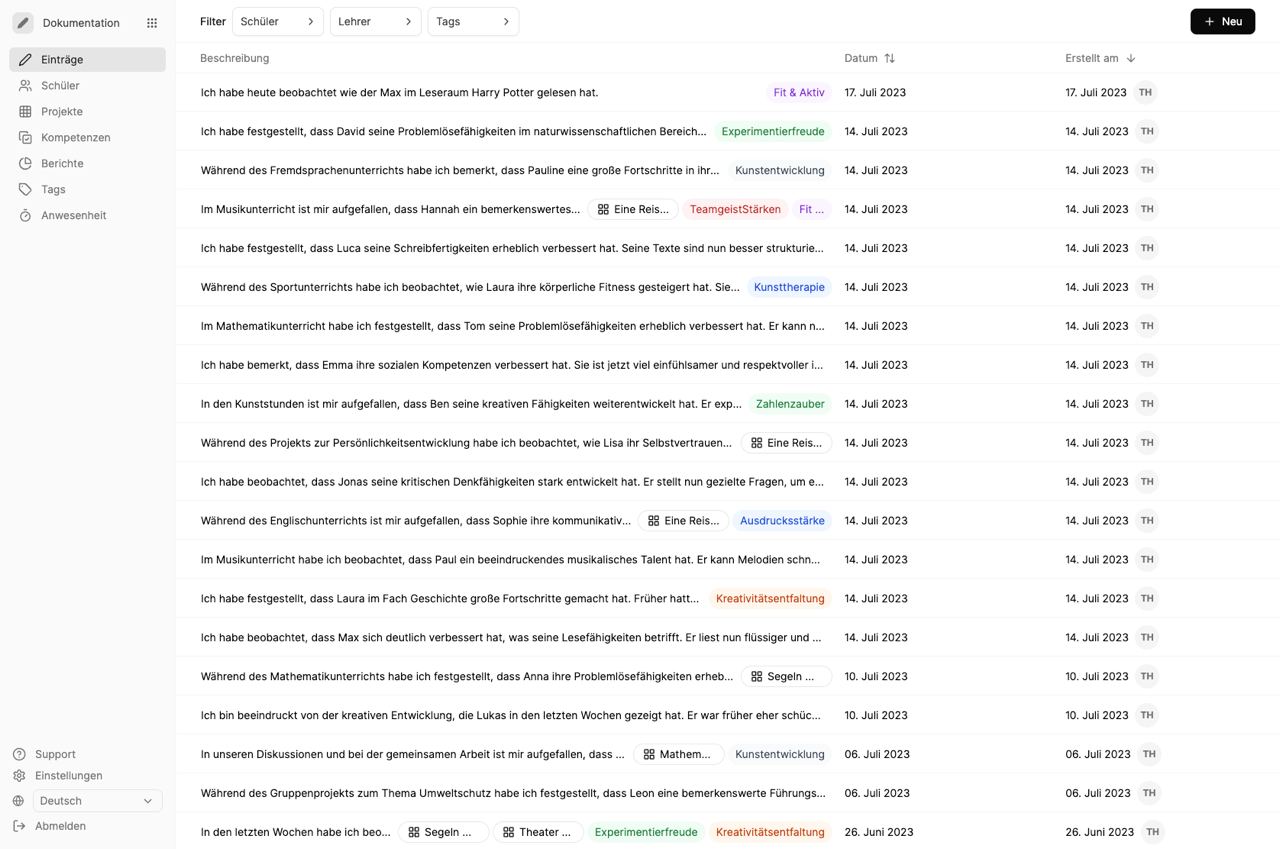 Dokumentation
Filter
Schüler
Lehrer
Tags
Neu
Einträge
Schüler
Projekte
Kompetenzen
Berichte
Tags
Anwesenheit
Beschreibung Datum Erstellt am
Ich habe heute beobachtet wie der Max im Leseraum Harry Potter gelesen hat. Fit & Aktiv 17. Juli 2023 17. Juli 2023 TH
Ich habe festgestellt, dass David seine Problemlösefähigkeiten im naturwissenschaftlichen Bereich... Experimentierfreude 14. Juli 2023 14. Juli 2023 TH
Während des Fremdsprachenunterrichts habe ich bemerkt, dass Pauline eine große Fortschritte in ihr... Kunstentwicklung 14. Juli 2023 14. Juli 2023 TH
Im Musikunterricht ist mir aufgefallen, dass Hannah ein bemerkenswertes... Eine Reis... TeamgeistStärken Fit ... 14. Juli 2023 14. Juli 2023 TH
Ich habe festgestellt, dass Luca seine Schreibfertigkeiten erheblich verbessert hat. Seine Texte sind nun besser strukturie... 14. Juli 2023 14. Juli 2023 TH
Während des Sportunterrichts habe ich beobachtet, wie Laura ihre körperliche Fitness gesteigert hat. Sie... Kunsttherapie 14. Juli 2023 14. Juli 2023 TH
Im Mathematikunterricht habe ich festgestellt, dass Tom seine Problemlösefähigkeiten erheblich verbessert hat. Er kann n... 14. Juli 2023 14. Juli 2023 TH
Ich habe bemerkt, dass Emma ihre sozialen Kompetenzen verbessert hat. Sie ist jetzt viel einfühlsamer und respektvoller i... 14. Juli 2023 14. Juli 2023 TH
In den Kunststunden ist mir aufgefallen, dass Ben seine kreativen Fähigkeiten weiterentwickelt hat. Er exp... Zahlenzauber 14. Juli 2023 14. Juli 2023 TH
Während des Projekts zur Persönlichkeitsentwicklung habe ich beobachtet, wie Lisa ihr Selbstvertrauen... Eine Reis... 14. Juli 2023 14. Juli 2023 TH
Ich habe beobachtet, dass Jonas seine kritischen Denkfähigkeiten stark entwickelt hat. Er stellt nun gezielte Fragen, um e... 14. Juli 2023 14. Juli 2023 TH
Während des Englischunterrichts ist mir aufgefallen, dass Sophie ihre kommunikativ... Eine Reis... Ausdrucksstärke 14. Juli 2023 14. Juli 2023 TH
Im Musikunterricht habe ich beobachtet, dass Paul ein beeindruckendes musikalisches Talent hat. Er kann Melodien schn... 14. Juli 2023 14. Juli 2023 TH
Ich habe festgestellt, dass Laura im Fach Geschichte große Fortschritte gemacht hat. Früher hatt... Kreativitätsentfaltung 14. Juli 2023 14. Juli 2023 TH
Ich habe beobachtet, dass Max sich deutlich verbessert hat, was seine Lesefähigkeiten betrifft. Er liest nun flüssiger und ... 14. Juli 2023 14. Juli 2023 TH
Während des Mathematikunterrichts habe ich festgestellt, dass Anna ihre Problemlösefähigkeiten erheb... Segeln ... 10. Juli 2023 10. Juli 2023 TH
Ich bin beeindruckt von der kreativen Entwicklung, die Lukas in den letzten Wochen gezeigt hat. Er war früher eher schüc... 10. Juli 2023 10. Juli 2023 TH
In unseren Diskussionen und bei der gemeinsamen Arbeit ist mir aufgefallen, dass ... Mathem... Kunstentwicklung 06. Juli 2023 06. Juli 2023 TH
Während des Gruppenprojekts zum Thema Umweltschutz habe ich festgestellt, dass Leon eine bemerkenswerte Führungs... 06. Juli 2023 06. Juli 2023 TH
In den letzten Wochen habe ich beo... Segeln ... Theater ... Experimentierfreude Kreativitätsentfaltung 26. Juni 2023 26. Juni 2023 TH
Support
Einstellungen
Deutsch
Abmelden